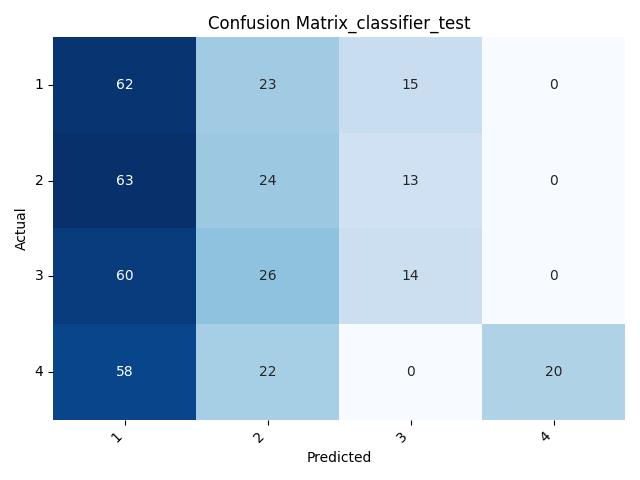 Confusion Matrix_classifier_test
1 62 23 15 0
2 63 24 13 0
3 60 26 14 0
4 58 22 0 20
Actual
1 2 3 4
Predicted